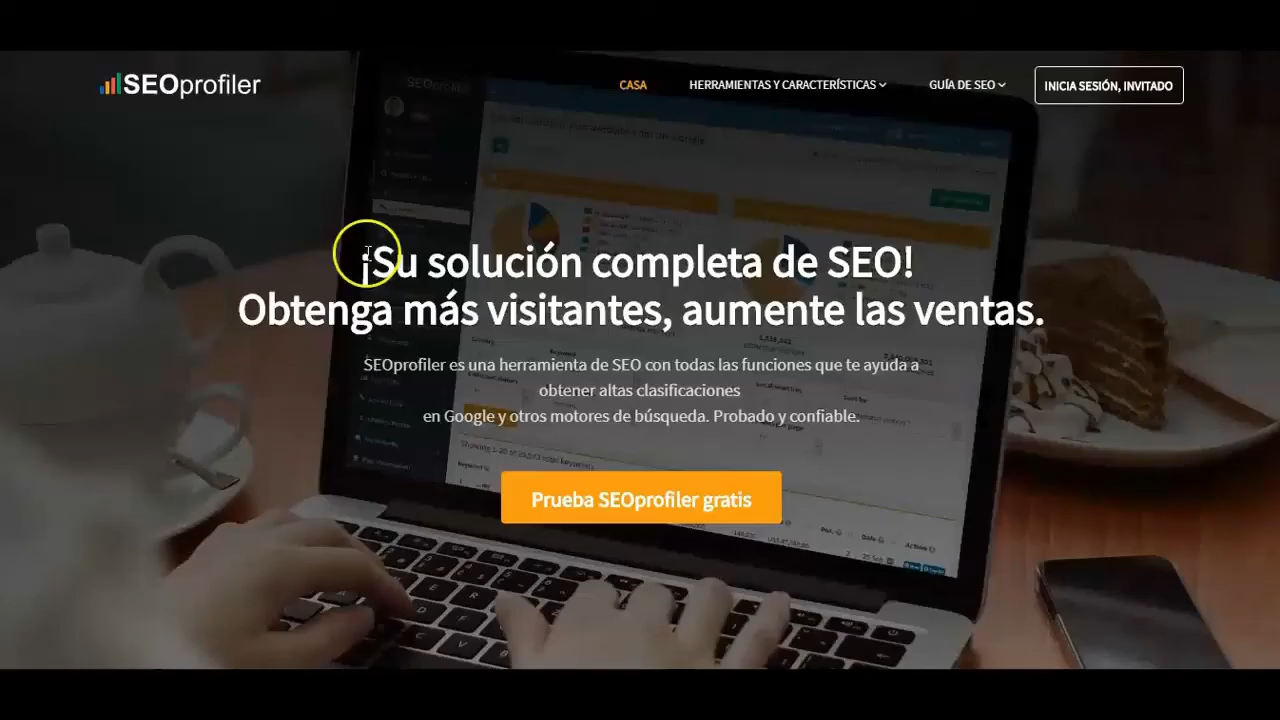 SEOprofiler
CASA
HERRAMIENTAS Y CARACTERÍSTICAS
GUÍA DE SEO
INICIA SESIÓN, INVITADO
¡Su solución completa de SEO!
Obtenga más visitantes, aumente las ventas.
SEOprofiler es una herramienta de SEO con todas las funciones que te ayuda a
obtener altas clasificaciones
en Google y otros motores de búsqueda. Probado y confiable.
Prueba SEOprofiler gratis